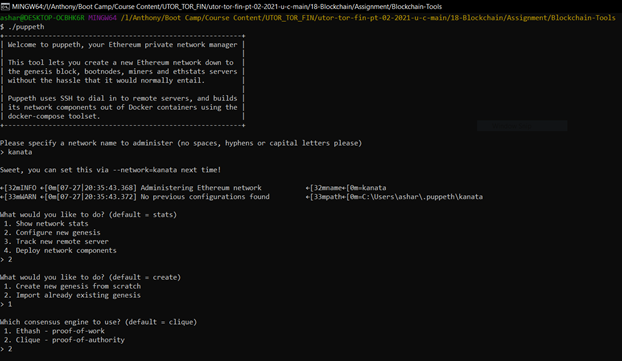 MINGW64:/l/Anthony/Boot Camp/Course Content/UTOR_TOR_FIN/utor-tor-fin-pt-02-2021-u-c-main/18-Blockchain/Assignment/Blockchain-Tools
ashar@DESKTOP-OCBHK6R MINGW64 /l/Anthony/Boot Camp/Course Content/UTOR_TOR_FIN/utor-tor-fin-pt-02-2021-u-c-main/18-Blockchain/Assignment/Blockchain-Tools
$ ./puppeth
+-----------------------------------------------------------+
| Welcome to puppeth, your Ethereum private network manager |
|                                                           |
| This tool lets you create a new Ethereum network down to  |
| the genesis block, bootnodes, miners and ethstats servers |
| without the hassle that it would normally entail.         |
|                                                           |
| Puppeth uses SSH to dial in to remote servers, and builds |
| its network components out of Docker containers using the |
| docker-compose toolset.                                   |
+-----------------------------------------------------------+
Please specify a network name to administer (no spaces, hyphens or capital letters please)
> kanata
Sweet, you can set this via --network=kanata next time!
←[32mINFO ←[0m[07-27|20:35:43.368] Administering Ethereum network           ←[32mname←[0m=kanata
←[33mWARN ←[0m[07-27|20:35:43.372] No previous configurations found         ←[33mpath←[0m=C:\Users\ashar\.puppeth\kanata
What would you like to do? (default = stats)
1. Show network stats
2. Configure new genesis
3. Track new remote server
4. Deploy network components
> 2
What would you like to do? (default = create)
1. Create new genesis from scratch
2. Import already existing genesis
> 1
Which consensus engine to use? (default = clique)
1. Ethash - proof-of-work
2. Clique - proof-of-authority
> 2